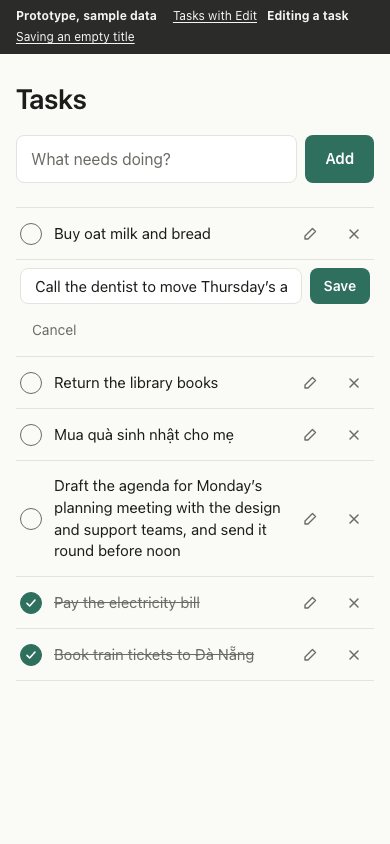 Prototype, sample data Tasks with Edit Editing a task
Saving an empty title
Tasks
What needs doing? Add
Buy oat milk and bread
Call the dentist to move Thursday’s a Save
Cancel
Return the library books
Mua quà sinh nhật cho mẹ
Draft the agenda for Monday’s
planning meeting with the design
and support teams, and send it
round before noon
Pay the electricity bill
Book train tickets to Đà Nẵng